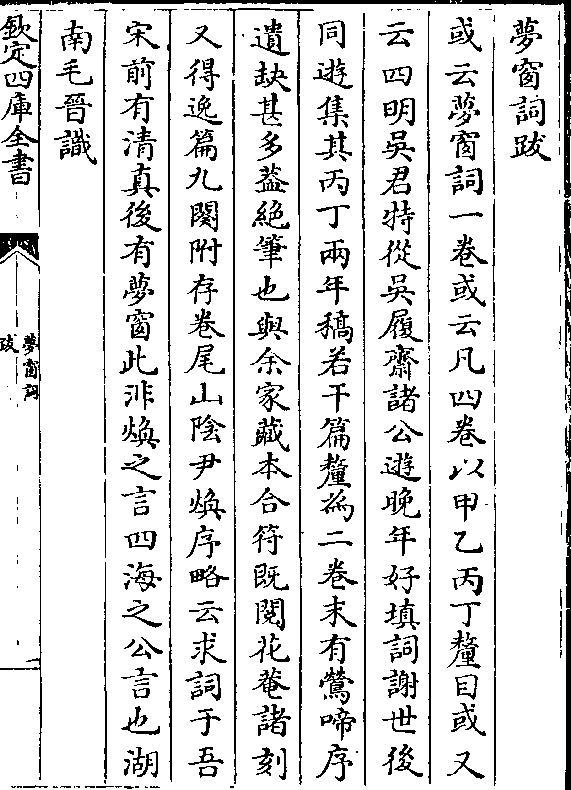 夢窗詞跋
或云夢窗詞一卷或云凡四卷以甲乙丙丁釐目或又
云四明吳君特從吳履齋諸公遊晚年好填詞謝世後
同遊集其丙丁兩年稿若干篇釐爲二卷末有鶯啼序
遺缺甚多葢絶筆也與余家藏本合符既閱花菴諸刻
又得逸篇九闋附存卷尾山陰尹煥序略云求詞于吾
宋前有清真後有夢窗此非煥之言四海之公言也湖
南毛晉識
欽定四庫全書
夢窗詞
跋